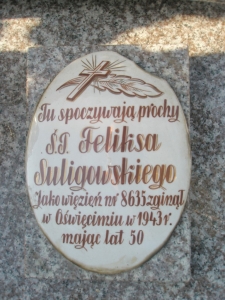 Tu spoczywają prochy
Ś.P. Feliksa
Suligowskiego
Jako więzień nr 8635 zginął
w Oświęcimiu w 1943 r.
mając lat 50